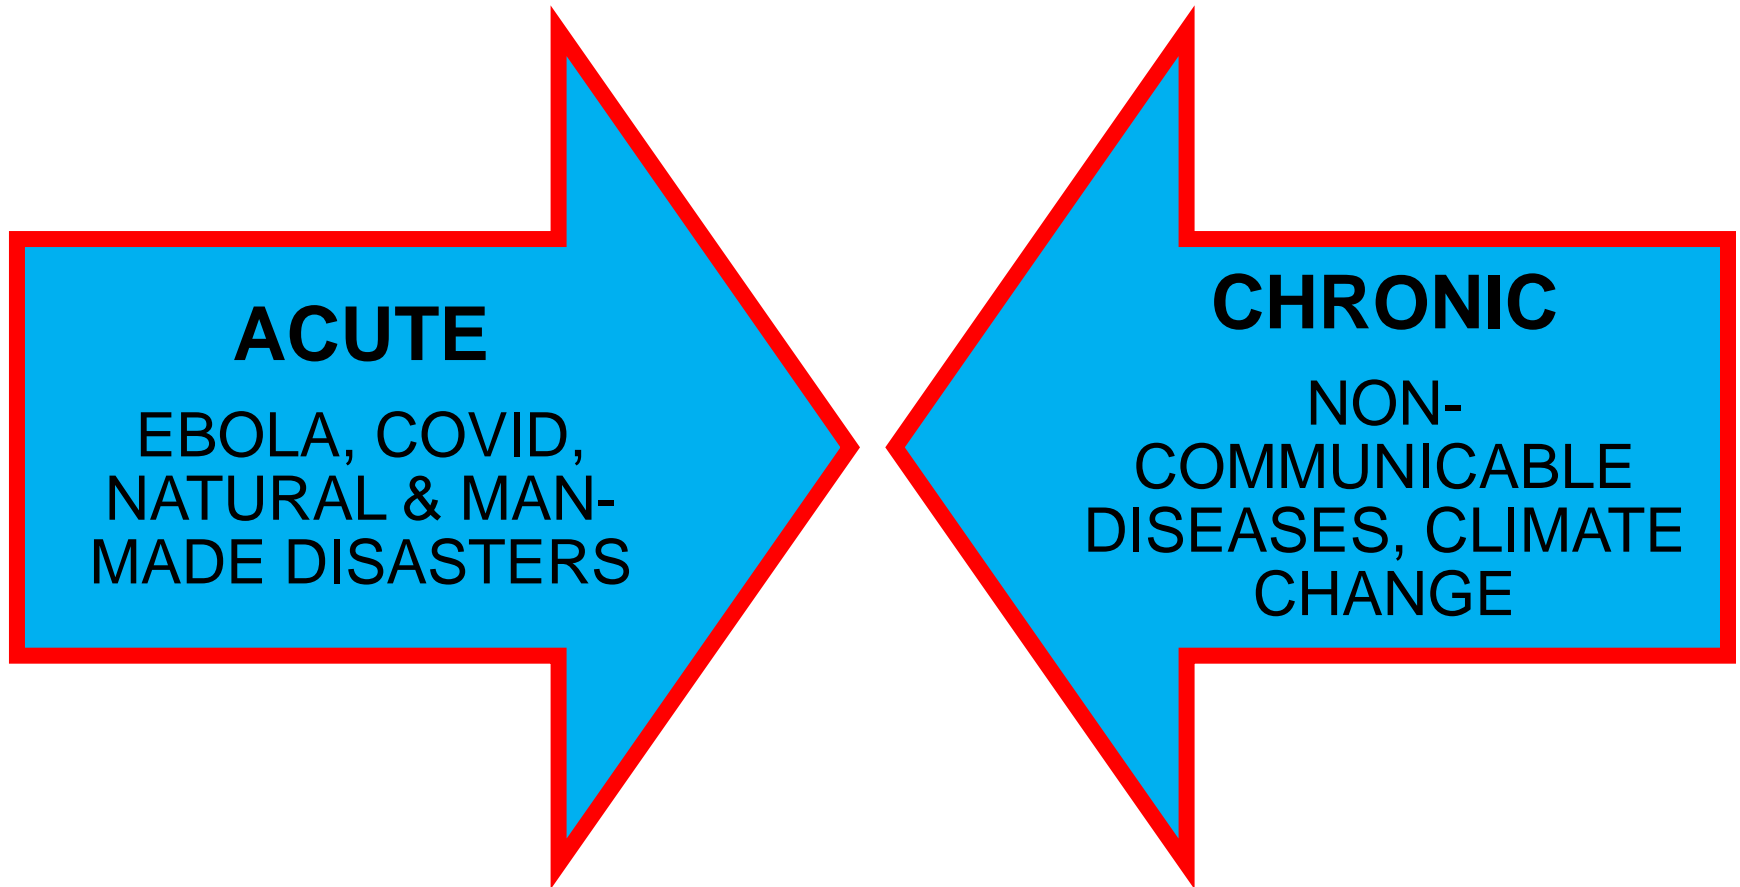 ACUTE
EBOLA, COVID,
NATURAL & MAN-
MADE DISASTERS
CHRONIC
NON-
COMMUNICABLE
DISEASES, CLIMATE
CHANGE